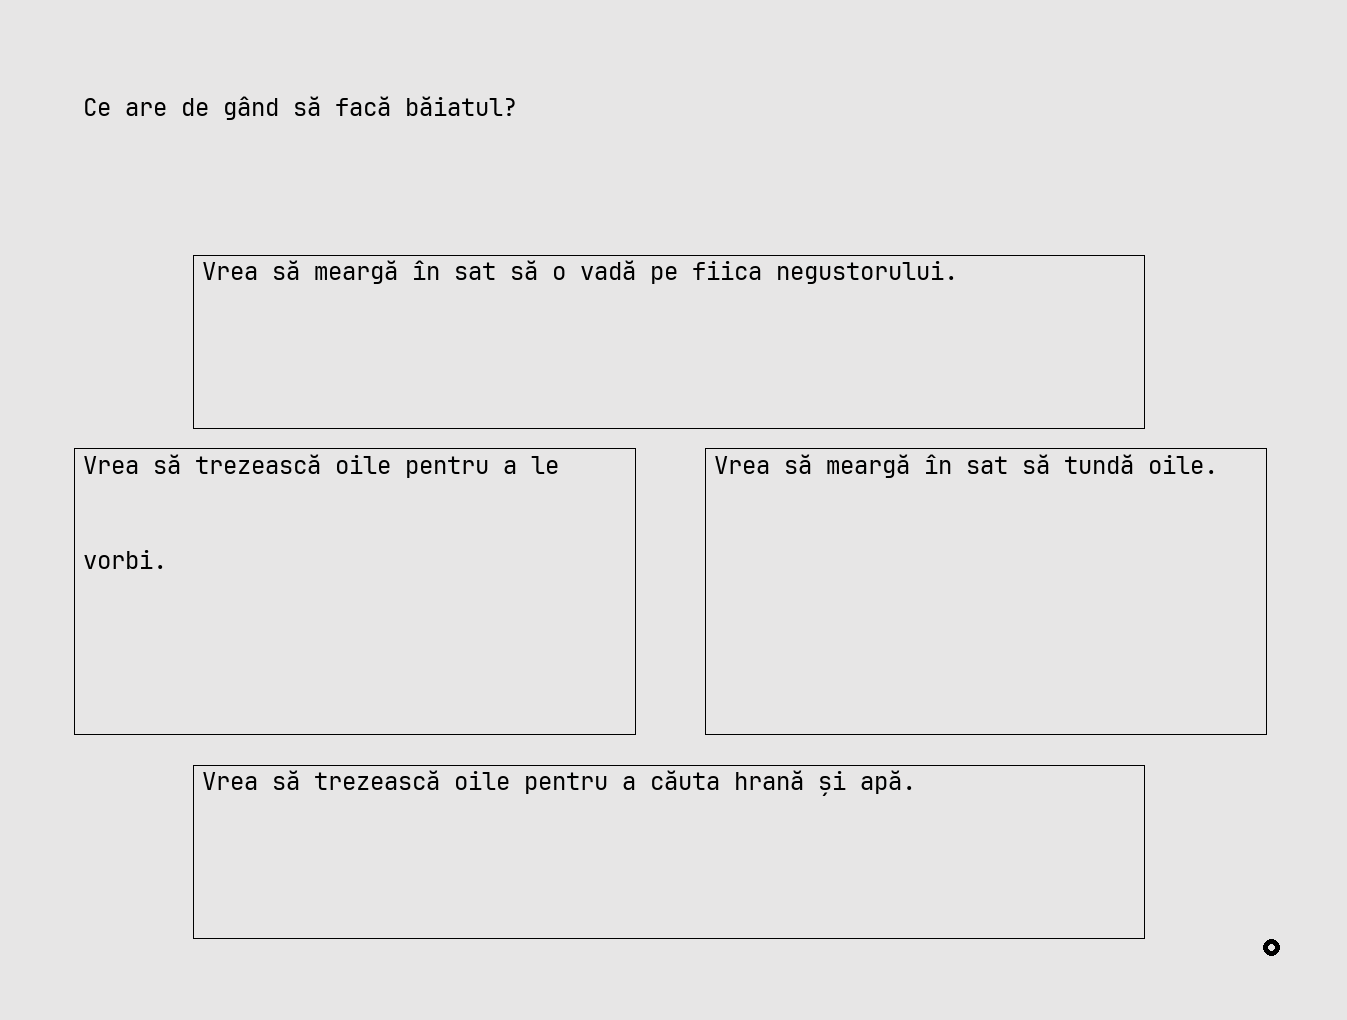 Ce are de gând să facă băiatul?
Vrea să meargă în sat să o vadă pe fiica negustorului.
Vrea să trezească oile pentru a le
vorbi.
Vrea să meargă în sat să tundă oile.
Vrea să trezească oile pentru a căuta hrană și apă.